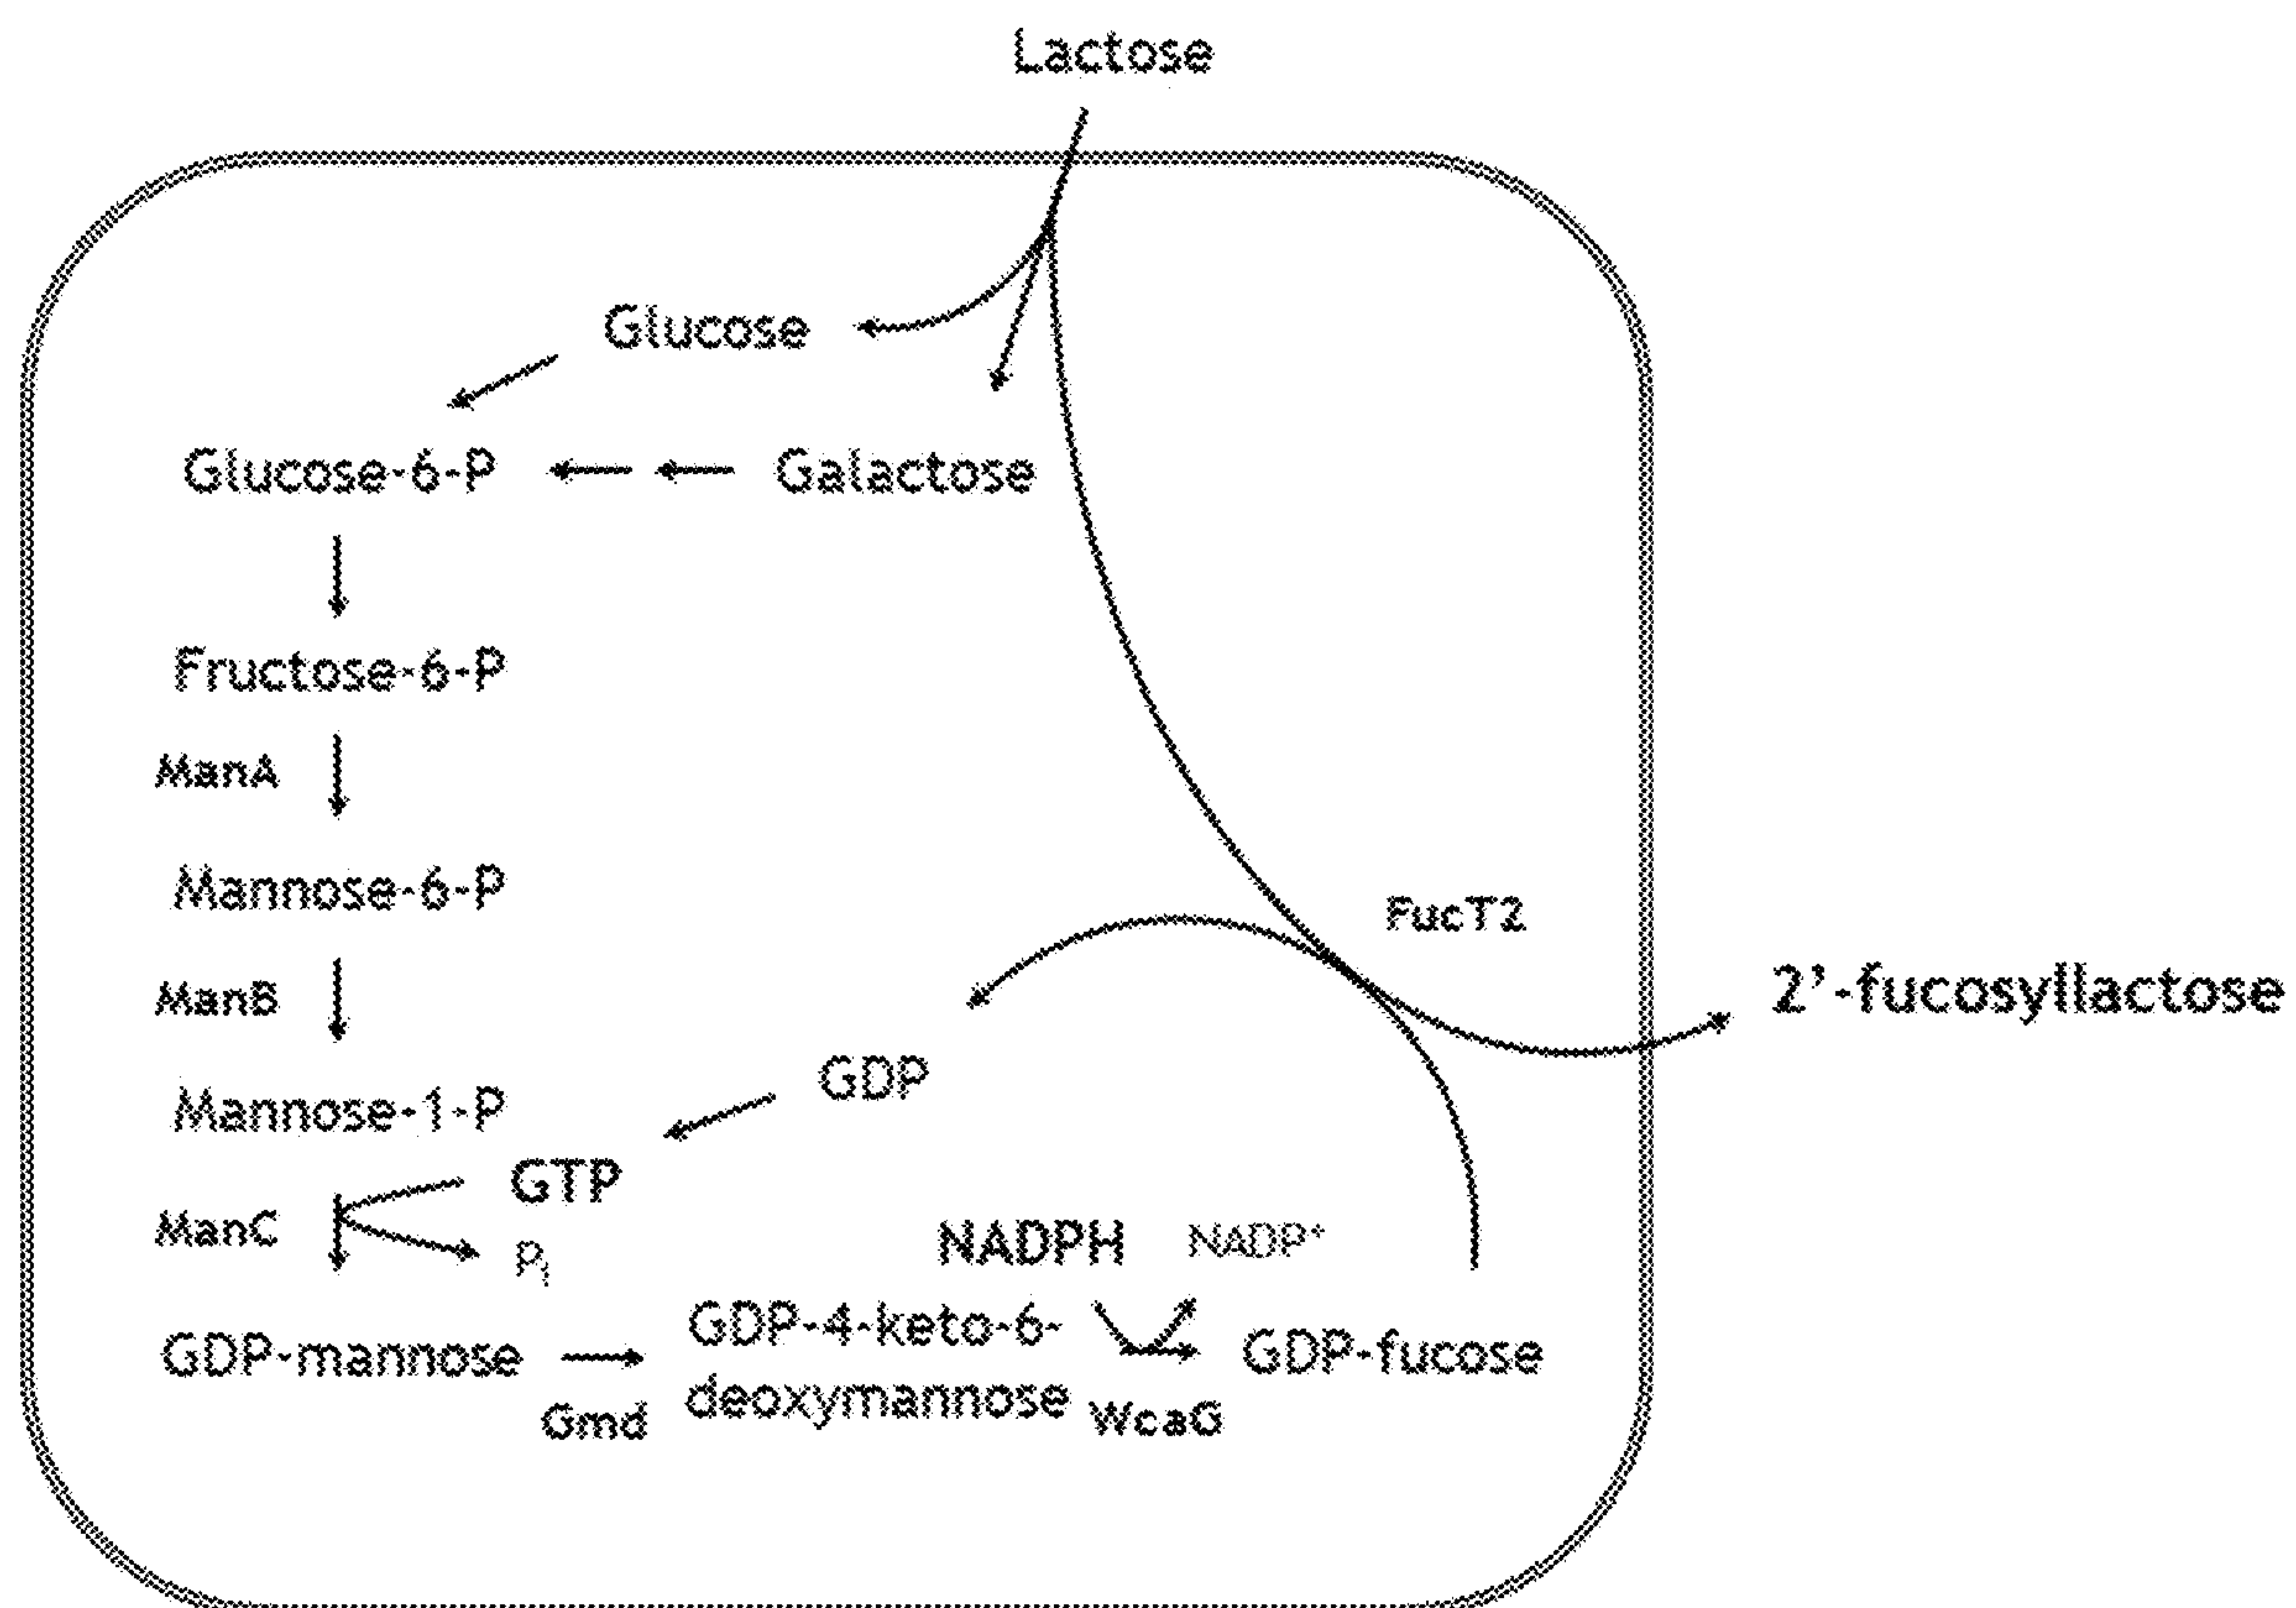 Lactose
Glucose
Glucose-6-P
Galactose
Fructose-6-P
ManA
Mannose-6-P
FucT2
2’-fucosyllactose
ManB
GDP
Mannose-1-P
GTP
ManC
Pi
NADPH
NADP+
GDP-mannose
Gmd
GDP-4-keto-6-
deoxymannose
WcaG
GDP-fucose